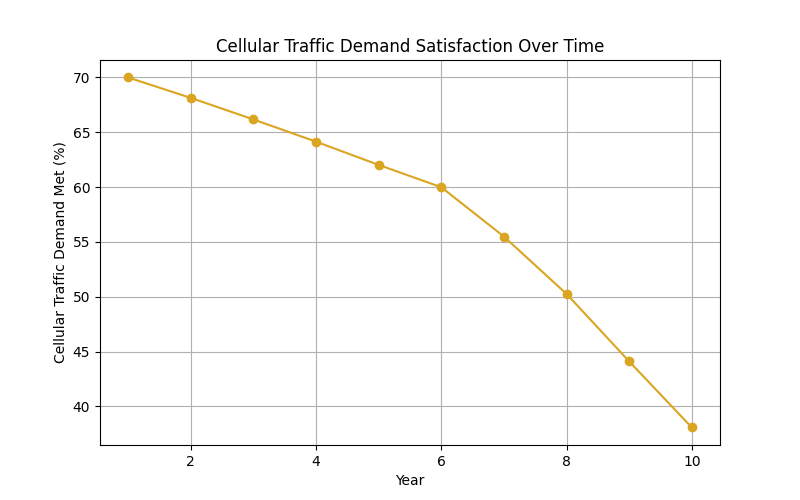 Cellular Traffic Demand Satisfaction Over Time
Cellular Traffic Demand Met (%)
70
65
60
55
50
45
40
2 4 6 8 10
Year